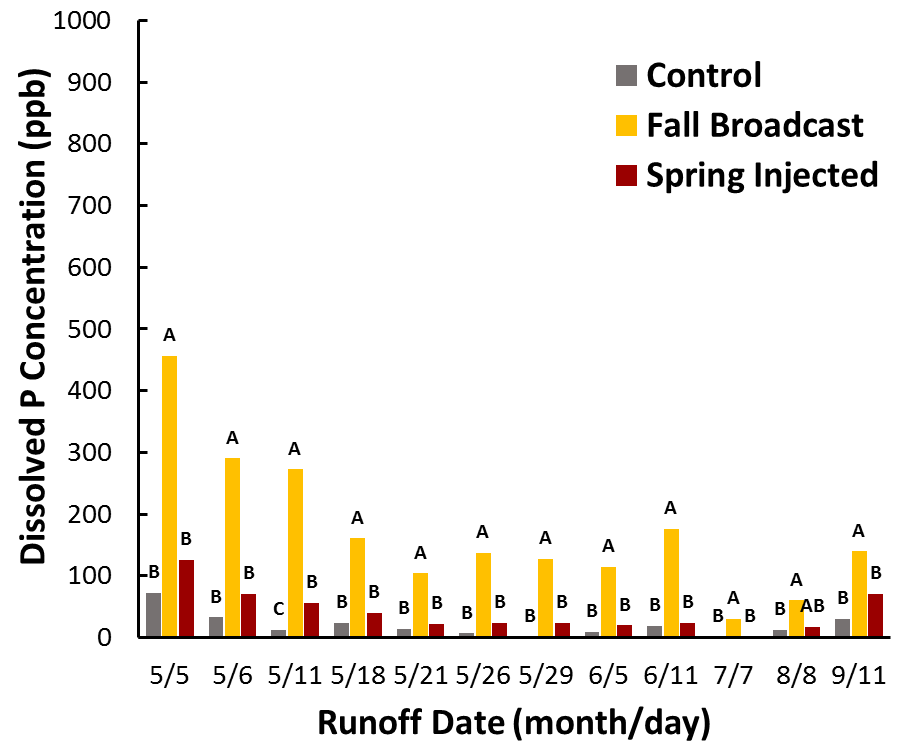 1000
900
800
700
600
500
400
300
200
100
0
Dissolved P Concentration (ppb)
Control
Fall Broadcast
Spring Injected
B A B
B A B
C A B
B A B
B A B
B A B
B A B
B A B
B A B
B A B
B A AB
B A B
5/5 5/6 5/11 5/18 5/21 5/26 5/29 6/5 6/11 7/7 8/8 9/11
Runoff Date (month/day)